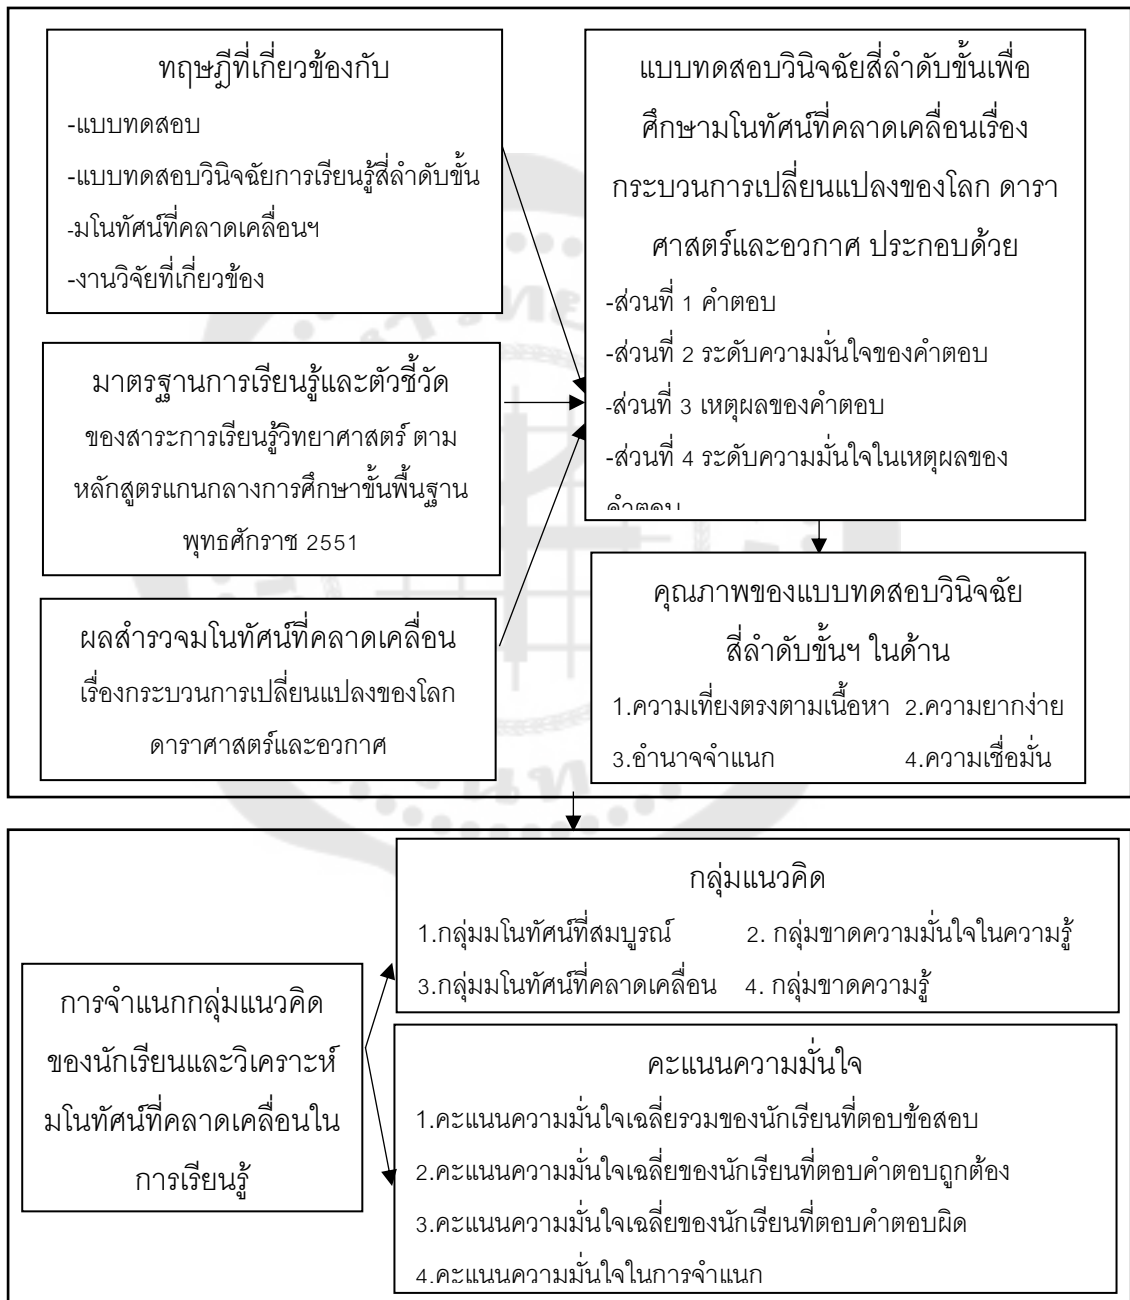 ทฤษฎีที่เกี่ยวข้องกับ
-แบบทดสอบ
-แบบทดสอบวินิจฉัยการเรียนรู้สี่ลำดับขั้น
-มโนทัศน์ที่คลาดเคลื่อนฯ
-งานวิจัยที่เกี่ยวข้อง
มาตรฐานการเรียนรู้และตัวชี้วัด
ของสาระการเรียนรู้วิทยาศาสตร์ ตาม
หลักสูตรแกนกลางการศึกษาขั้นพื้นฐาน
พุทธศักราช 2551
ผลสำรวจมโนทัศน์ที่คลาดเคลื่อน
เรื่องกระบวนการเปลี่ยนแปลงของโลก
ดาราศาสตร์และอวกาศ
แบบทดสอบวินิจฉัยสี่ลำดับขั้นเพื่อ
ศึกษามโนทัศน์ที่คลาดเคลื่อนเรื่อง
กระบวนการเปลี่ยนแปลงของโลก ดารา
ศาสตร์และอวกาศ ประกอบด้วย
-ส่วนที่ 1 คำตอบ
-ส่วนที่ 2 ระดับความมั่นใจของคำตอบ
-ส่วนที่ 3 เหตุผลของคำตอบ
-ส่วนที่ 4 ระดับความมั่นใจในเหตุผลของ
คำตอบ
คุณภาพของแบบทดสอบวินิจฉัย
สี่ลำดับขั้นฯ ในด้าน
1.ความเที่ยงตรงตามเนื้อหา 2.ความยากง่าย
3.อำนาจจำแนก 4.ความเชื่อมั่น
การจำแนกกลุ่มแนวคิด
ของนักเรียนและวิเคราะห์
มโนทัศน์ที่คลาดเคลื่อนใน
การเรียนรู้
กลุ่มแนวคิด
1.กลุ่มมโนทัศน์ที่สมบูรณ์ 2. กลุ่มขาดความมั่นใจในความรู้
3.กลุ่มมโนทัศน์ที่คลาดเคลื่อน 4. กลุ่มขาดความรู้
คะแนนความมั่นใจ
1.คะแนนความมั่นใจเฉลี่ยรวมของนักเรียนที่ตอบข้อสอบ
2.คะแนนความมั่นใจเฉลี่ยของนักเรียนที่ตอบคำตอบถูกต้อง
3.คะแนนความมั่นใจเฉลี่ยของนักเรียนที่ตอบคำตอบผิด
4.คะแนนความมั่นใจในการจำแนก